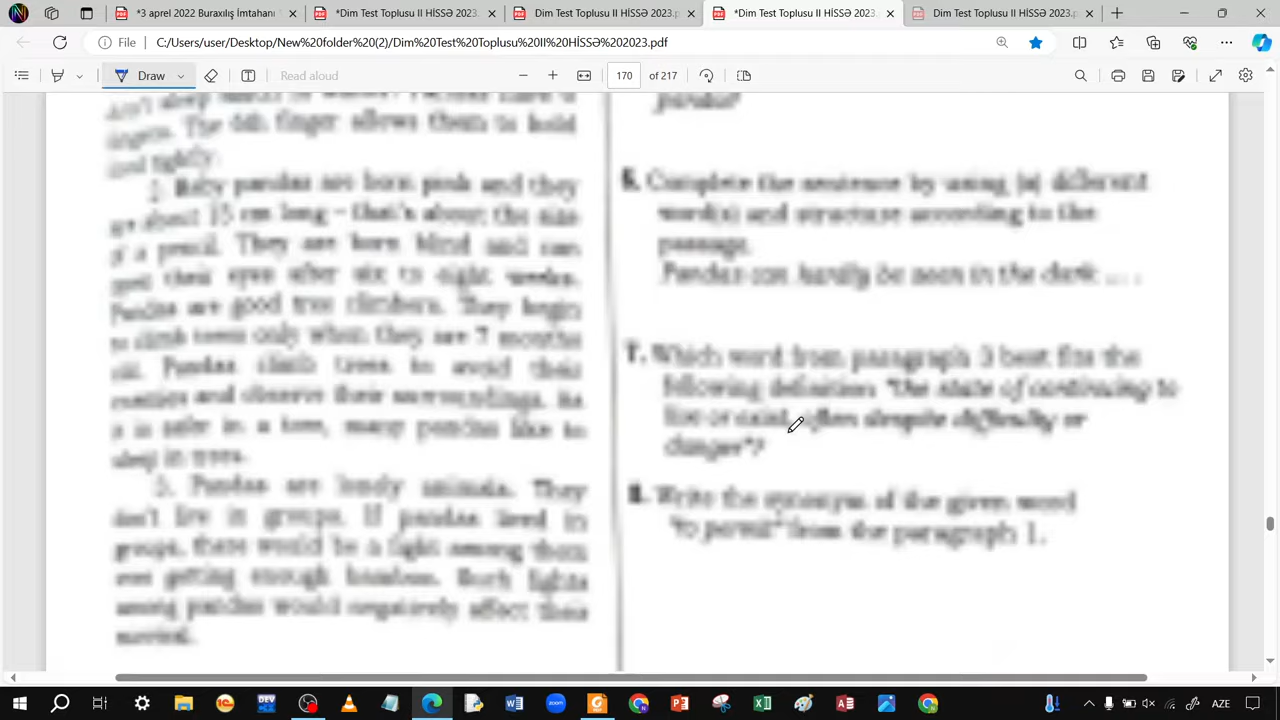 *3 aprel 2022 Buraxılış İmtahanı
*Dim Test Toplusu II HİSSƏ 2023.p
Dim Test Toplusu II HİSSƏ 2023.p
*Dim Test Toplusu II HİSSƏ 2023
Dim Test Toplusu II HİSSƏ 2023.p
File
C:/Users/user/Desktop/New%20folder%20(2)/Dim%20Test%20Toplusu%20II%20HİSSƏ%202023.pdf
Draw
Read aloud
170 of 217
The 6th finger allows them to hold
tightly.
2. Baby pandas are born pink and they
are about 15 cm long – that's about the size
of a pencil. They are born blind and can
open their eyes after six to eight weeks.
Pandas are good tree climbers. They begin
to climb trees only when they are 7 months
old. Pandas climb trees to avoid their
enemies and observe their surroundings. As
it is safer in a tree, many pandas like to
sleep in trees.
3. Pandas are lonely animals. They
don't live in groups. If pandas lived in
groups, there would be a fight among them
over getting enough bamboo. Such fights
among pandas would negatively affect their
survival.
pandas?
6. Complete the sentence by using (a) different
word(s) and structure according to the
passage.
Pandas can hardly be seen in the dark ... .
7. Which word from paragraph 3 best fits the
following definition "the state of continuing to
live or exist, often despite difficulty or
danger"?
8. Write the synonym of the given word
"to permit" from the paragraph 1.
AZE